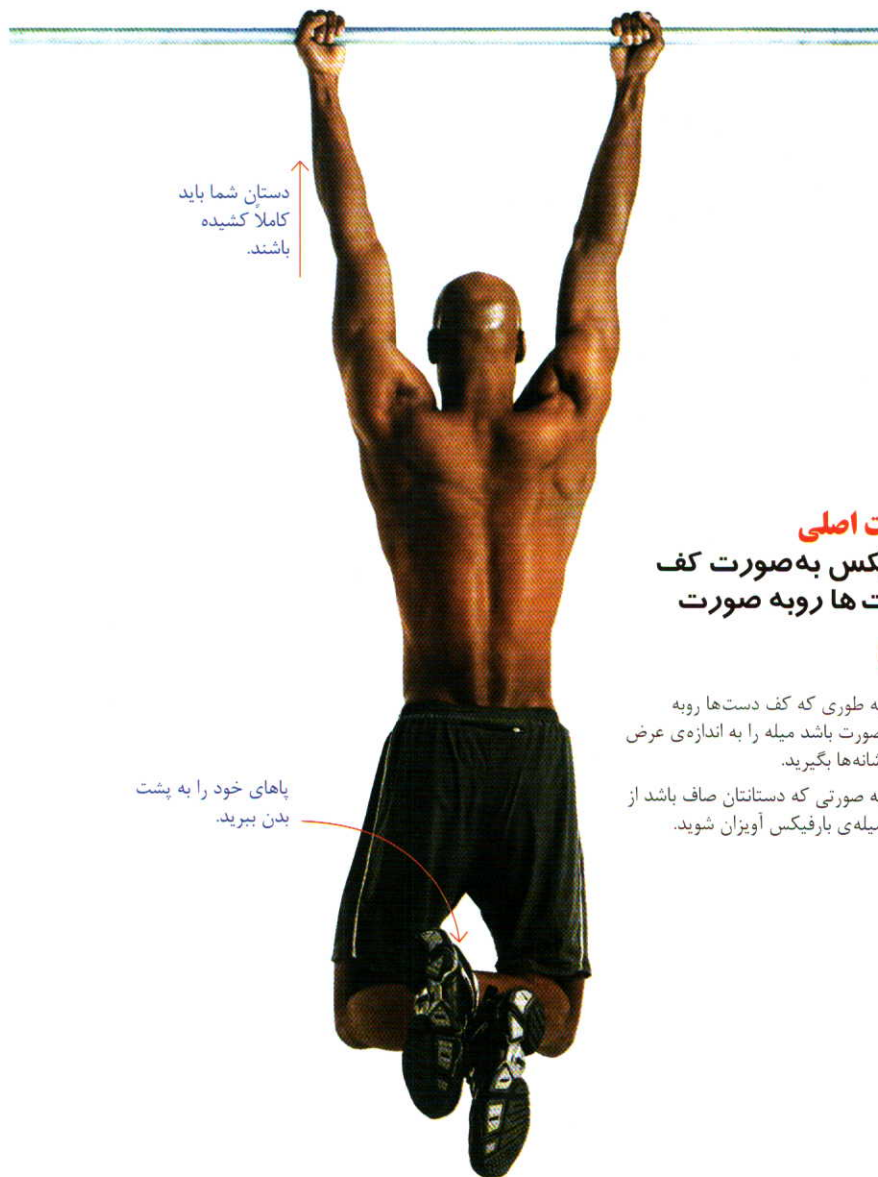 دستان شما باید
کاملاً کشیده
باشند.
ت اصلی
یکس به‌صورت کف
ت ها روبه صورت
ه طوری که کف دست‌ها روبه
صورت باشد میله را به اندازه‌ی عرض
شانه‌ها بگیرید.
ه صورتی که دستانتان صاف باشد از
میله‌ی بارفیکس آویزان شوید.
پاهای خود را به پشت
بدن ببرید.